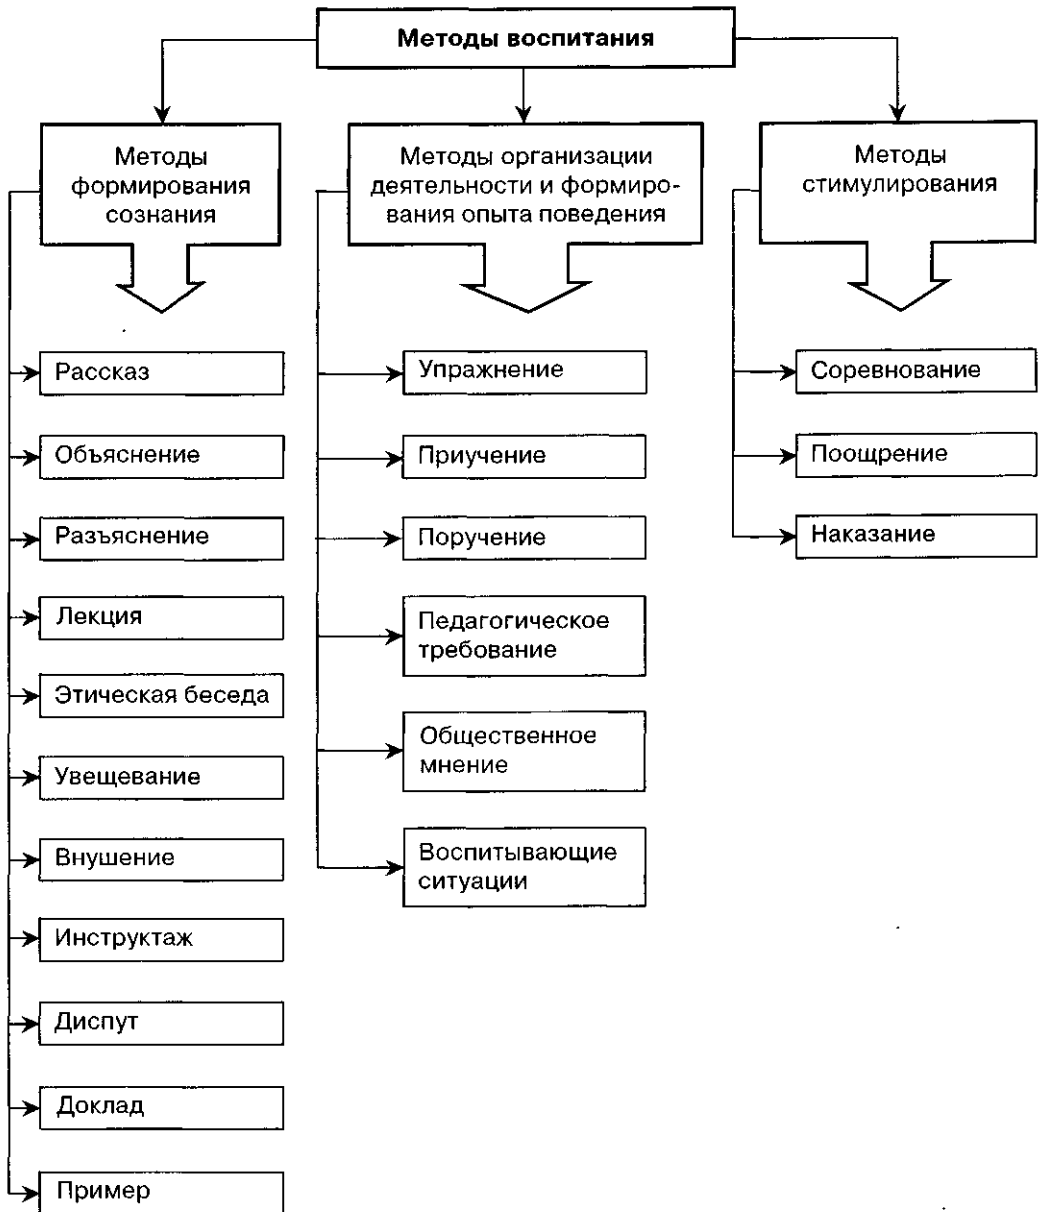 Методы воспитания
Методы
формирования
сознания
Рассказ
Объяснение
Разъяснение
Лекция
Этическая беседа
Увещевание
Внушение
Инструктаж
Диспут
Доклад
Пример
Методы организации
деятельности и формиро-
вания опыта поведения
Упражнение
Приучение
Поручение
Педагогическое
требование
Общественное
мнение
Воспитывающие
ситуации
Методы
стимулирования
Соревнование
Поощрение
Наказание